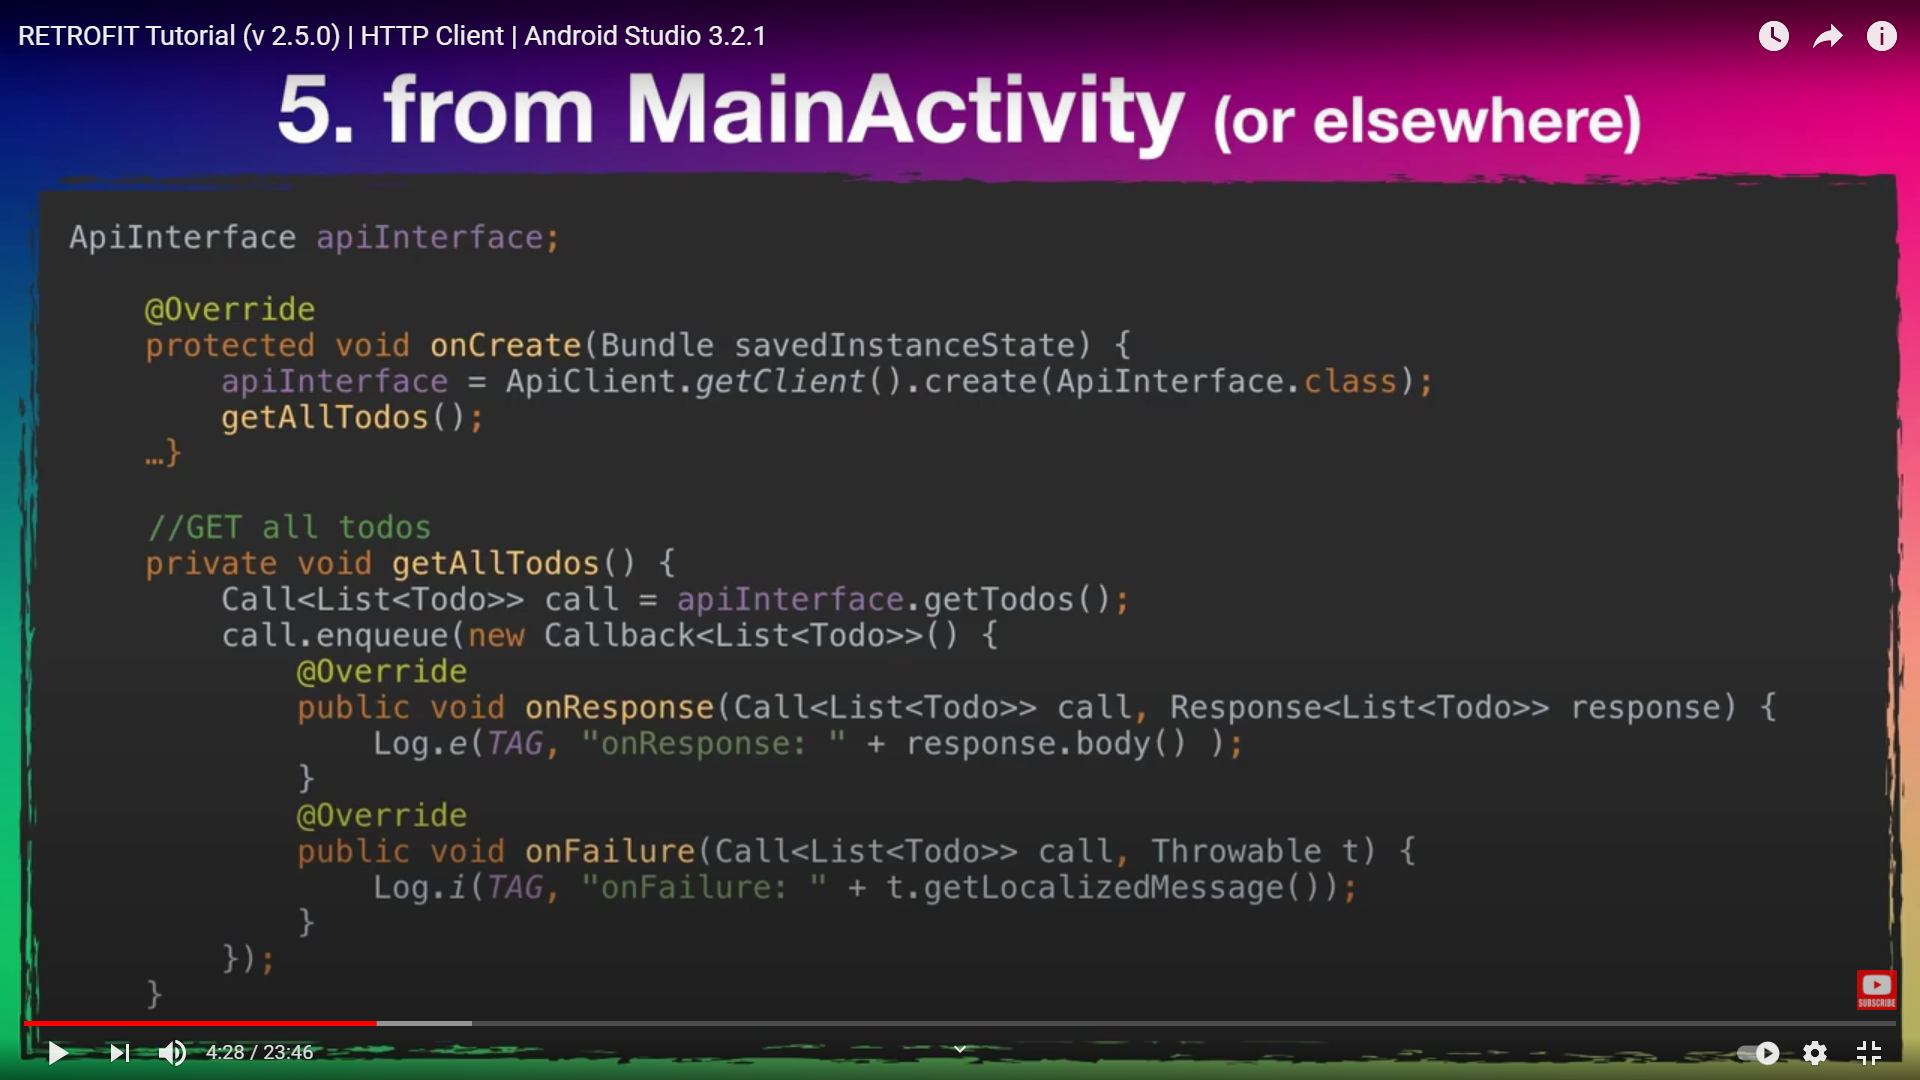 RETROFIT Tutorial (v 2.5.0) | HTTP Client | Android Studio 3.2.1
5. from MainActivity (or elsewhere)
ApiInterface apiInterface;
@Override
protected void onCreate(Bundle savedInstanceState) {
apiInterface = ApiClient.getClient().create(ApiInterface.class);
getAllTodos();
…}
//GET all todos
private void getAllTodos() {
Call<List<Todo>> call = apiInterface.getTodos();
call.enqueue(new Callback<List<Todo>>() {
@Override
public void onResponse(Call<List<Todo>> call, Response<List<Todo>> response) {
Log.e(TAG, "onResponse: " + response.body() );
}
@Override
public void onFailure(Call<List<Todo>> call, Throwable t) {
Log.i(TAG, "onFailure: " + t.getLocalizedMessage());
}
});
}
SUBSCRIBE
4:28 / 23:46